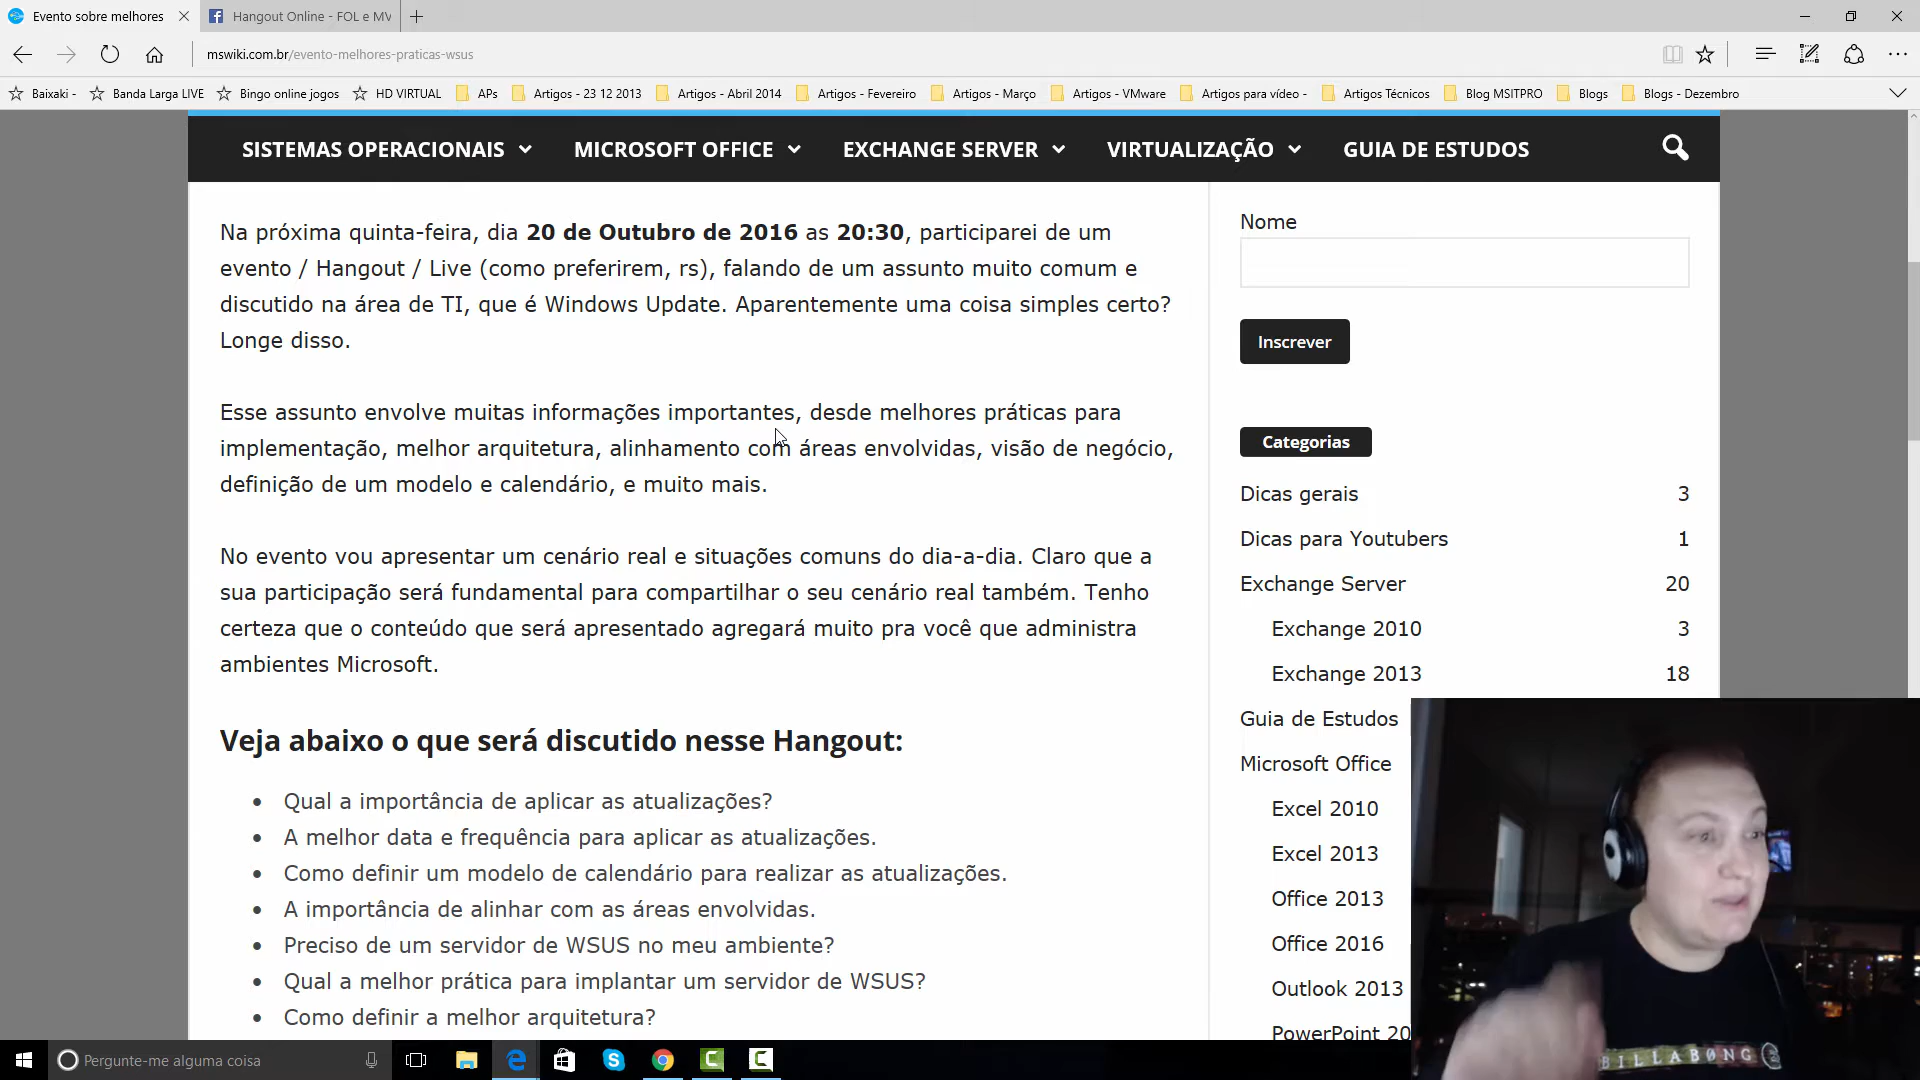 Evento sobre melhores
Hangout Online - FOL e MV
mswiki.com.br/evento-melhores-praticas-wsus
Baixaki -
Banda Larga LIVE
Bingo online jogos
HD VIRTUAL
APs
Artigos - 23 12 2013
Artigos - Abril 2014
Artigos - Fevereiro
Artigos - Março
Artigos - VMware
Artigos para vídeo -
Artigos Técnicos
Blog MSITPRO
Blogs
Blogs - Dezembro
SISTEMAS OPERACIONAIS
MICROSOFT OFFICE
EXCHANGE SERVER
VIRTUALIZAÇÃO
GUIA DE ESTUDOS
Na próxima quinta-feira, dia 20 de Outubro de 2016 as 20:30, participarei de um
evento / Hangout / Live (como preferirem, rs), falando de um assunto muito comum e
discutido na área de TI, que é Windows Update. Aparentemente uma coisa simples certo?
Longe disso.
Esse assunto envolve muitas informações importantes, desde melhores práticas para
implementação, melhor arquitetura, alinhamento com áreas envolvidas, visão de negócio,
definição de um modelo e calendário, e muito mais.
No evento vou apresentar um cenário real e situações comuns do dia-a-dia. Claro que a
sua participação será fundamental para compartilhar o seu cenário real também. Tenho
certeza que o conteúdo que será apresentado agregará muito pra você que administra
ambientes Microsoft.
Veja abaixo o que será discutido nesse Hangout:
• Qual a importância de aplicar as atualizações?
• A melhor data e frequência para aplicar as atualizações.
• Como definir um modelo de calendário para realizar as atualizações.
• A importância de alinhar com as áreas envolvidas.
• Preciso de um servidor de WSUS no meu ambiente?
• Qual a melhor prática para implantar um servidor de WSUS?
• Como definir a melhor arquitetura?
Nome
Inscrever
Categorias
Dicas gerais 3
Dicas para Youtubers 1
Exchange Server 20
Exchange 2010 3
Exchange 2013 18
Guia de Estudos
Microsoft Office
Excel 2010
Excel 2013
Office 2013
Office 2016
Outlook 2013
PowerPoint 20
BILLABONG
Pergunte-me alguma coisa